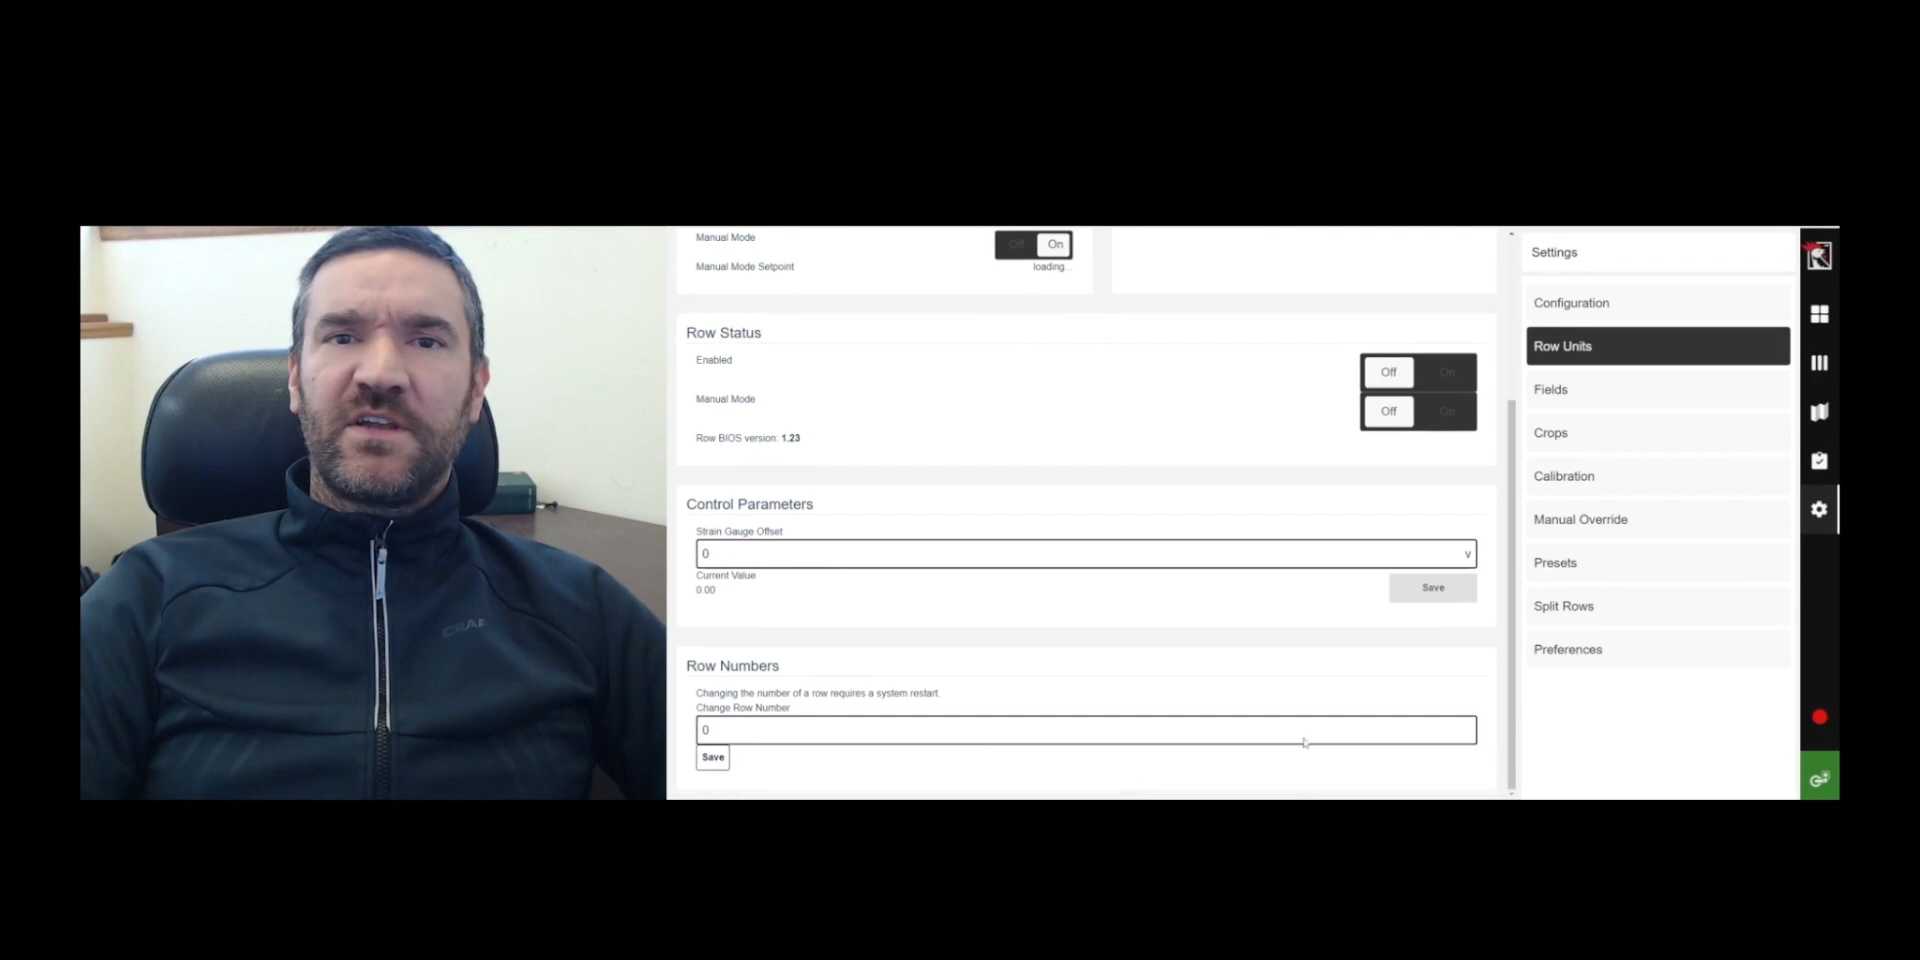 Manual Mode
Off On
Manual Mode Setpoint
loading...
Row Status
Enabled
Off On
Manual Mode
Off On
Row BIOS version: 1.23
Control Parameters
Strain Gauge Offset
0 v
Current Value
0.00
Save
Row Numbers
Changing the number of a row requires a system restart.
Change Row Number
0
Save
Settings
Configuration
Row Units
Fields
Crops
Calibration
Manual Override
Presets
Split Rows
Preferences